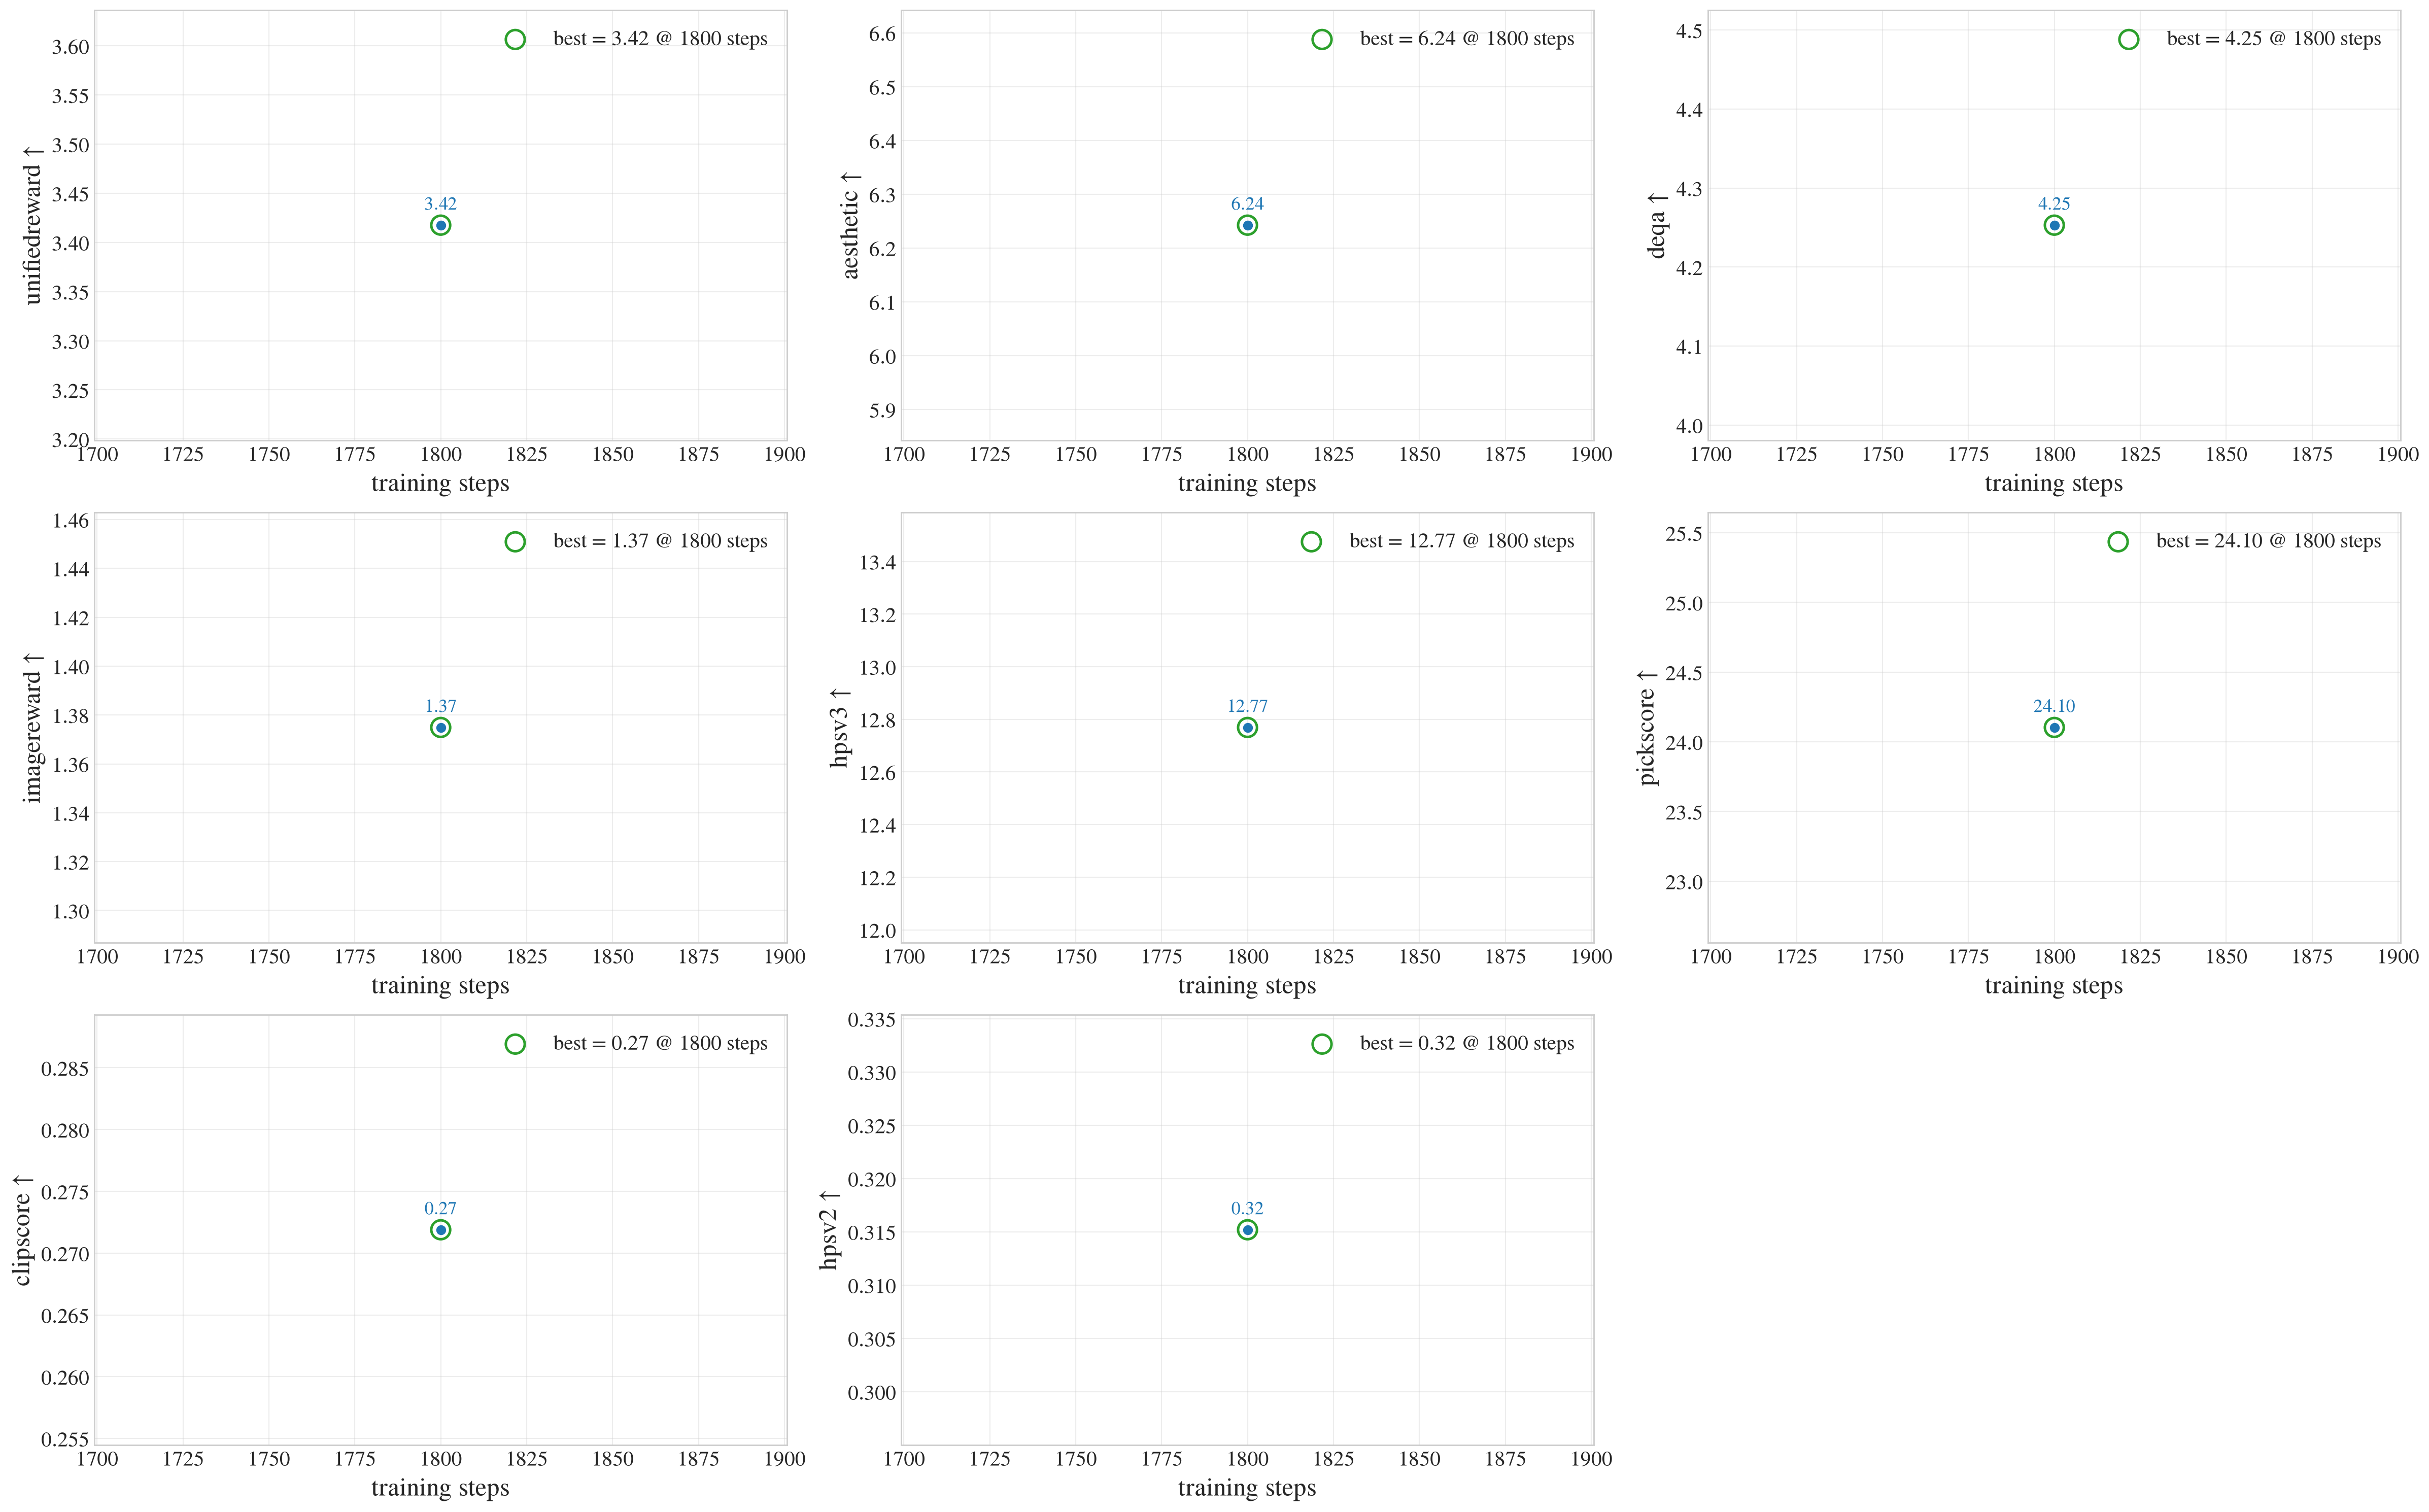 best = 3.42 @ 1800 steps
unifiedreward ↑
3.60
3.55
3.50
3.45
3.40
3.35
3.30
3.25
3.20
3.42
1700 1725 1750 1775 1800 1825 1850 1875 1900
training steps
best = 6.24 @ 1800 steps
aesthetic ↑
6.6
6.5
6.4
6.3
6.2
6.1
6.0
5.9
6.24
1700 1725 1750 1775 1800 1825 1850 1875 1900
training steps
best = 4.25 @ 1800 steps
deqa ↑
4.5
4.4
4.3
4.2
4.1
4.0
4.25
1700 1725 1750 1775 1800 1825 1850 1875 1900
training steps
best = 1.37 @ 1800 steps
imagereward ↑
1.46
1.44
1.42
1.40
1.38
1.36
1.34
1.32
1.30
1.37
1700 1725 1750 1775 1800 1825 1850 1875 1900
training steps
best = 12.77 @ 1800 steps
hpsv3 ↑
13.4
13.2
13.0
12.8
12.6
12.4
12.2
12.0
12.77
1700 1725 1750 1775 1800 1825 1850 1875 1900
training steps
best = 24.10 @ 1800 steps
pickscore ↑
25.5
25.0
24.5
24.0
23.5
23.0
24.10
1700 1725 1750 1775 1800 1825 1850 1875 1900
training steps
best = 0.27 @ 1800 steps
clipscore ↑
0.285
0.280
0.275
0.270
0.265
0.260
0.255
0.27
1700 1725 1750 1775 1800 1825 1850 1875 1900
training steps
best = 0.32 @ 1800 steps
hpsv2 ↑
0.335
0.330
0.325
0.320
0.315
0.310
0.305
0.300
0.32
1700 1725 1750 1775 1800 1825 1850 1875 1900
training steps